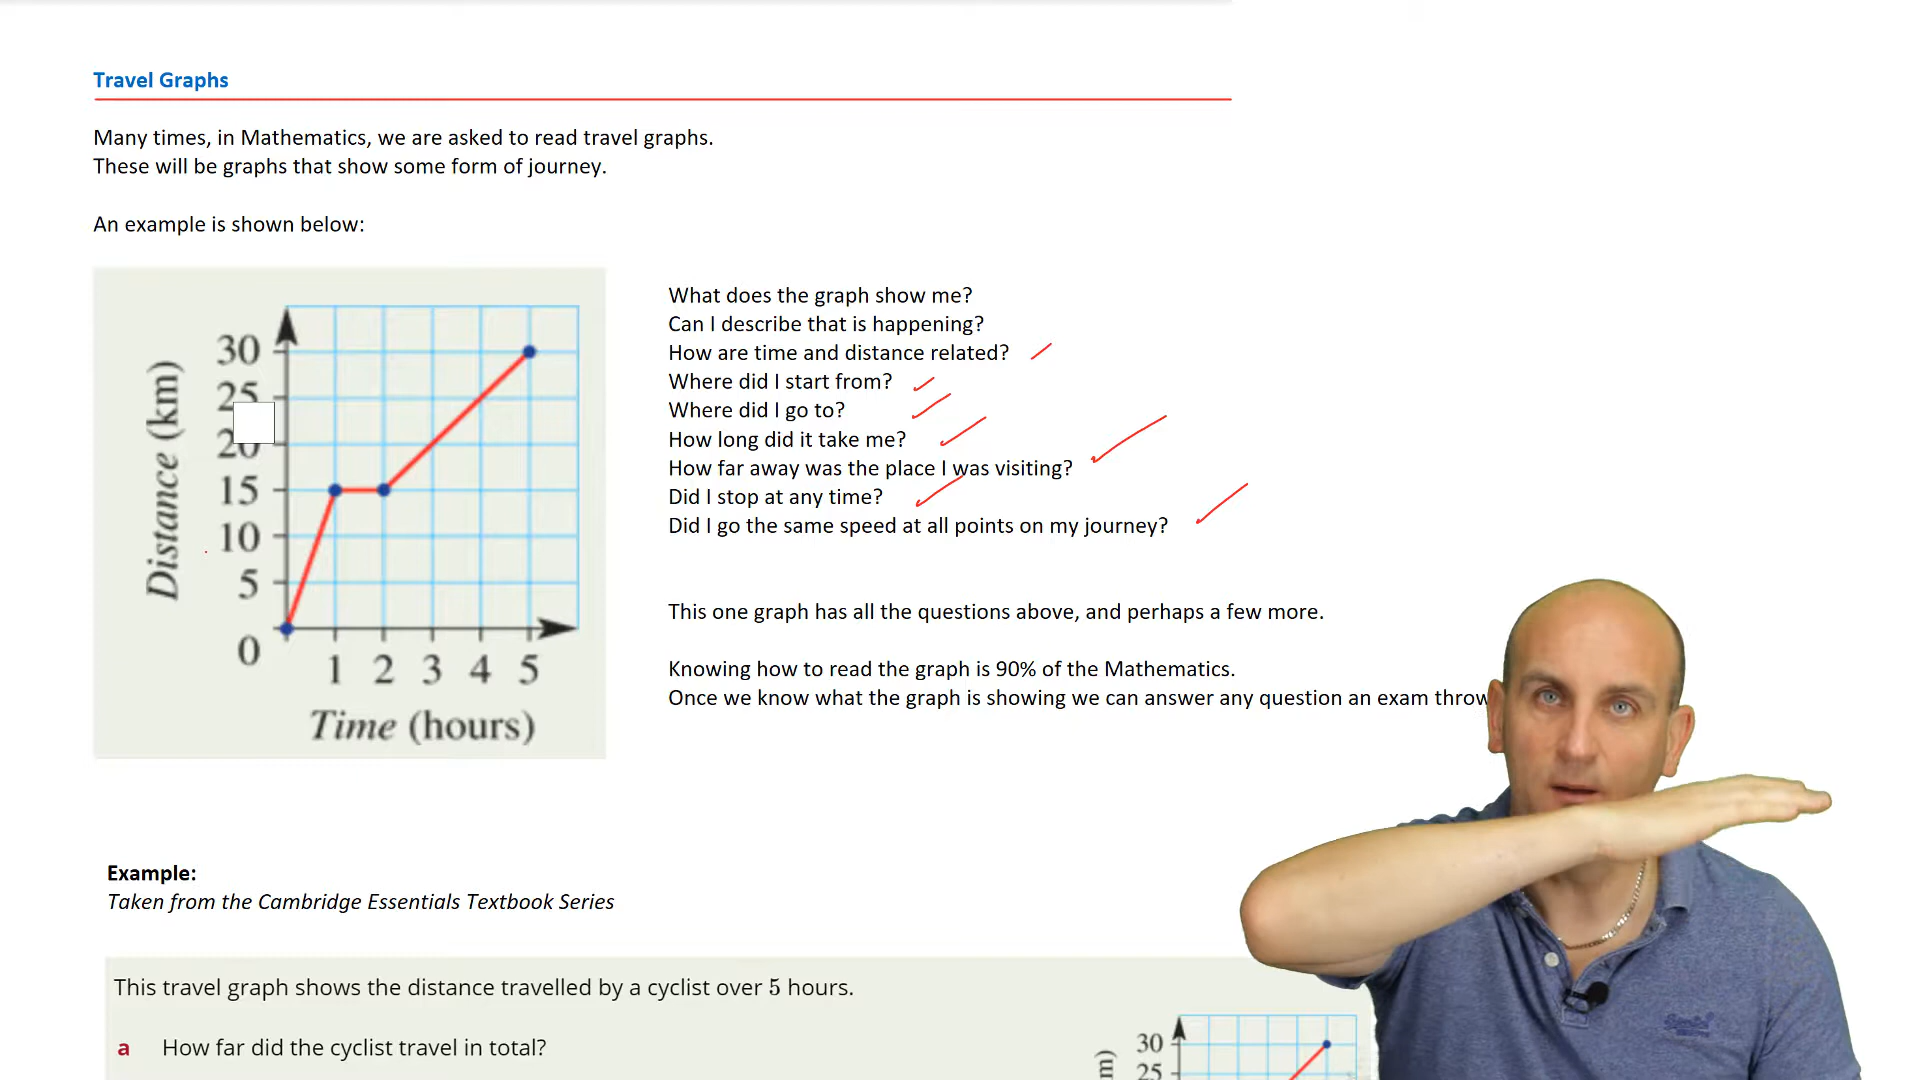 Travel Graphs
Many times, in Mathematics, we are asked to read travel graphs.
These will be graphs that show some form of journey.
An example is shown below:
30
25
20
15
10
5
0
1 2 3 4 5
Distance (km)
Time (hours)
What does the graph show me?
Can I describe that is happening?
How are time and distance related?
Where did I start from?
Where did I go to?
How long did it take me?
How far away was the place I was visiting?
Did I stop at any time?
Did I go the same speed at all points on my journey?
This one graph has all the questions above, and perhaps a few more.
Knowing how to read the graph is 90% of the Mathematics.
Once we know what the graph is showing we can answer any question an exam throw
Example:
Taken from the Cambridge Essentials Textbook Series
This travel graph shows the distance travelled by a cyclist over 5 hours.
a How far did the cyclist travel in total?
30
25
m)